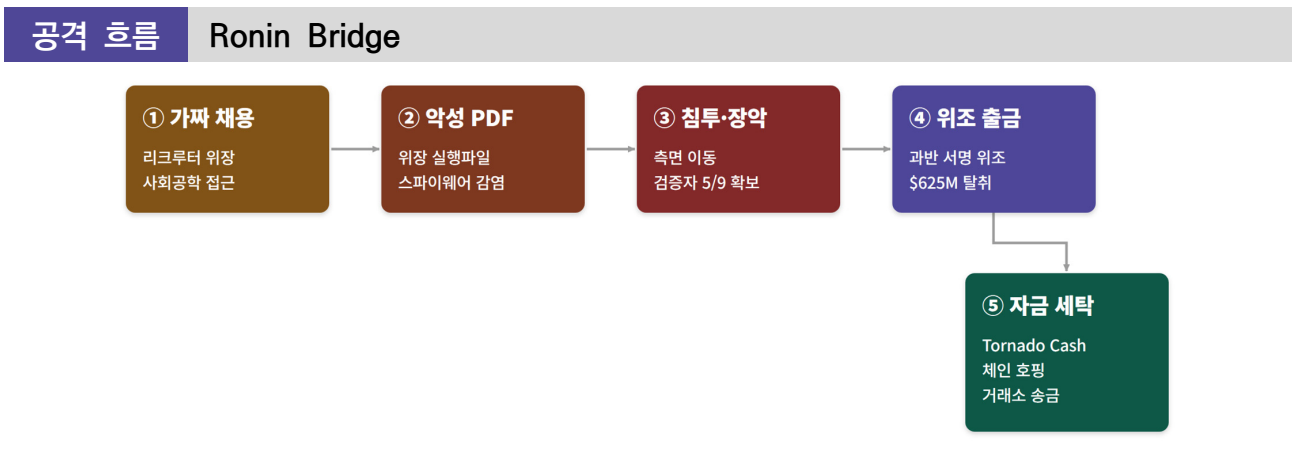 공격 흐름 Ronin Bridge
① 가짜 채용
리크루터 위장
사회공학 접근
② 악성 PDF
위장 실행파일
스파이웨어 감염
③ 침투·장악
측면 이동
검증자 5/9 확보
④ 위조 출금
과반 서명 위조
$625M 탈취
⑤ 자금 세탁
Tornado Cash
체인 호핑
거래소 송금